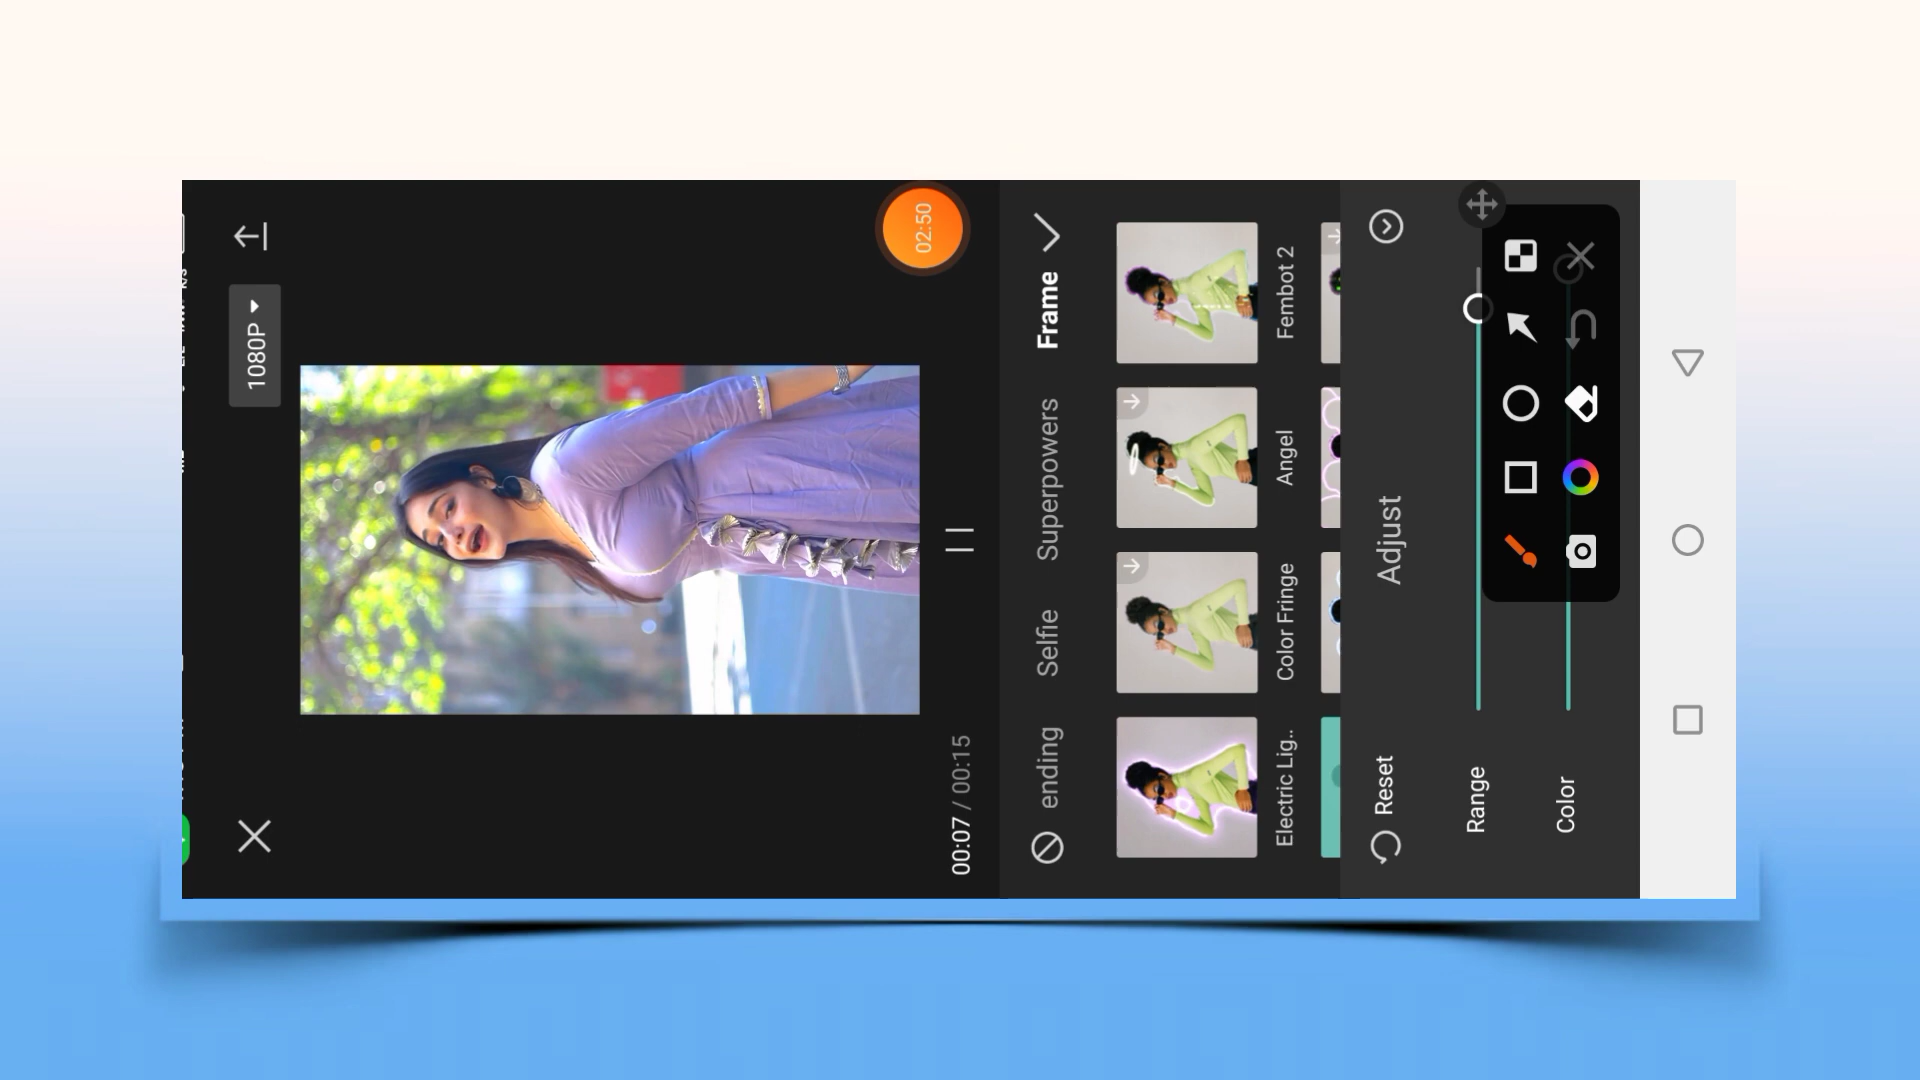 1080P
02:50
00:07 / 00:15
ending Selfie Superpowers Frame
Electric Lig.. Color Fringe Angel Fembot 2
Reset Adjust
Range
Color